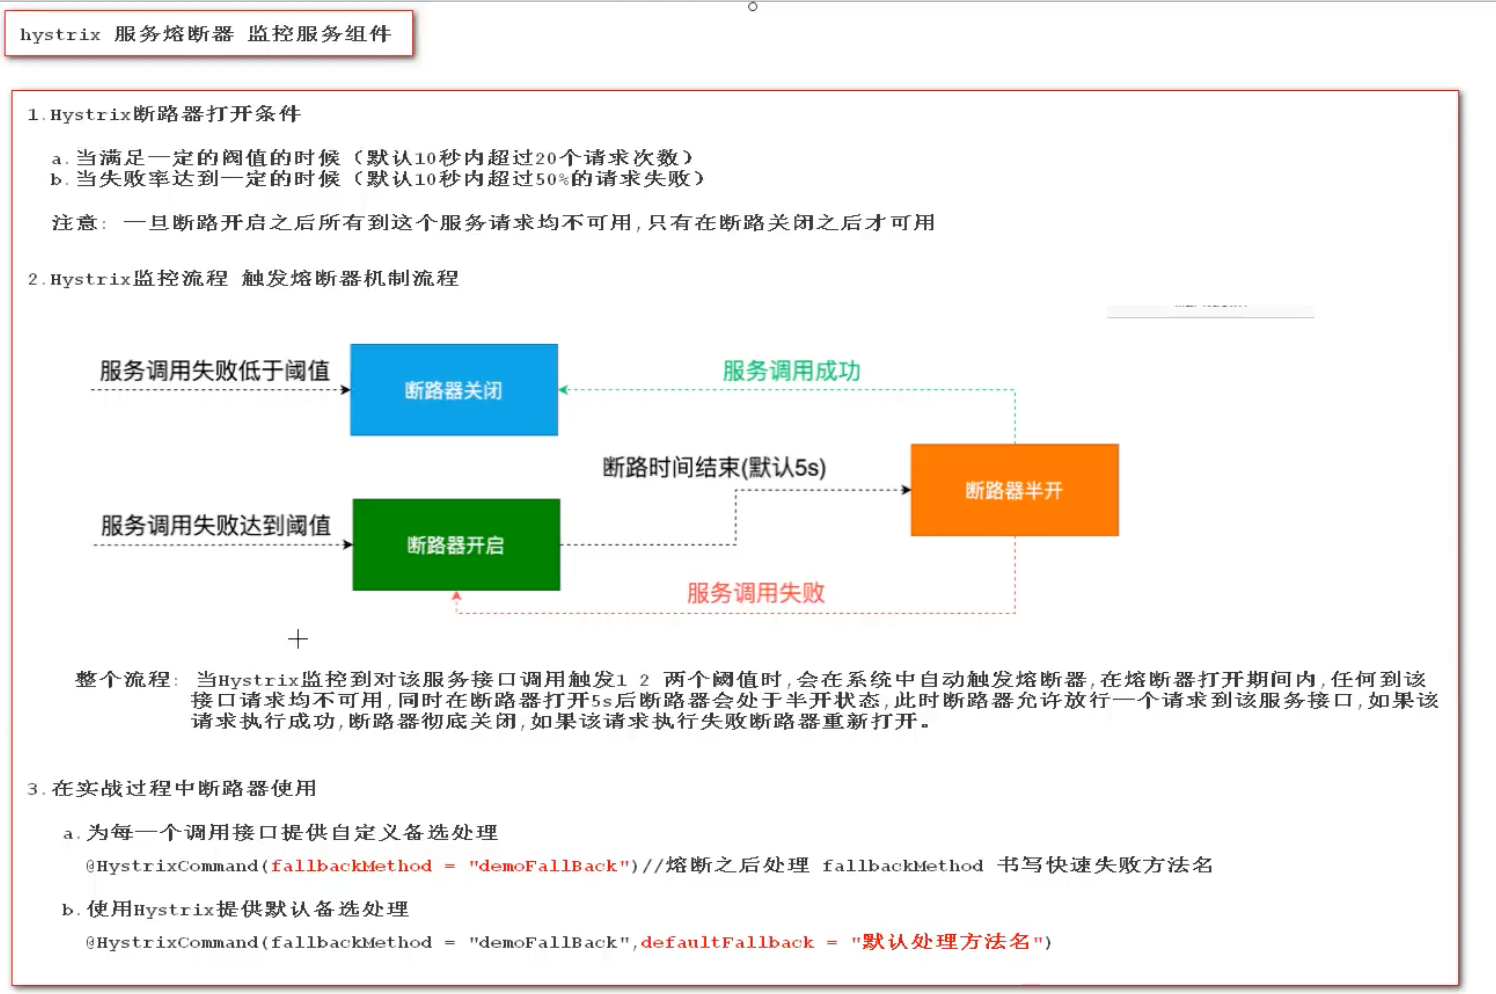 hystrix 服务熔断器 监控服务组件
1.Hystrix断路器打开条件
a.当满足一定的阀值的时候（默认10秒内超过20个请求次数）
b.当失败率达到一定的时候（默认10秒内超过50%的请求失败）
注意: 一旦断路开启之后所有到这个服务请求均不可用,只有在断路关闭之后才可用
2.Hystrix监控流程 触发熔断器机制流程
服务调用失败低于阈值
断路器关闭
服务调用成功
断路时间结束(默认5s)
断路器半开
服务调用失败达到阈值
断路器开启
服务调用失败
整个流程: 当Hystrix监控到对该服务接口调用触发1 2 两个阈值时,会在系统中自动触发熔断器,在熔断器打开期间内,任何到该
接口请求均不可用,同时在断路器打开5s后断路器会处于半开状态,此时断路器允许放行一个请求到该服务接口,如果该
请求执行成功,断路器彻底关闭,如果该请求执行失败断路器重新打开。
3.在实战过程中断路器使用
a.为每一个调用接口提供自定义备选处理
@HystrixCommand(fallbackMethod = "demoFallBack")//熔断之后处理 fallbackMethod 书写快速失败方法名
b.使用Hystrix提供默认备选处理
@HystrixCommand(fallbackMethod = "demoFallBack",defaultFallback = "默认处理方法名")